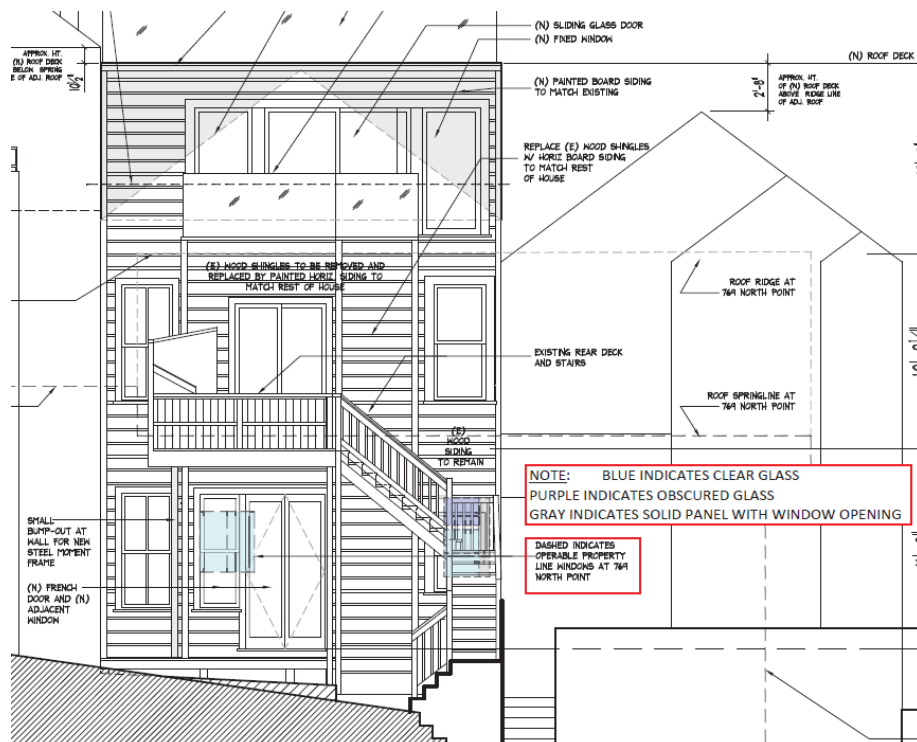 (N) SLIDING GLASS DOOR
(N) FIXED WINDOW
APPROX. HT.
(N) ROOF DECK
BELOW SPRING
E OF ADJ. ROOF
10 1/2
(N) ROOF DECK
(N) PAINTED BOARD SIDING
TO MATCH EXISTING
2'-8"
APPROX. HT.
OF (N) ROOF DECK
ABOVE RIDGE LINE
OF ADJ. ROOF
REPLACE (E) WOOD SHINGLES
W/ HORIZ BOARD SIDING
TO MATCH REST
OF HOUSE
(E) WOOD SHINGLES TO BE REMOVED AND
REPLACED BY PAINTED HORIZ. SIDING TO
MATCH REST OF HOUSE
ROOF RIDGE AT
769 NORTH POINT
EXISTING REAR DECK
AND STAIRS
ROOF SPRINGLINE AT
769 NORTH POINT
(E)
WOOD
SIDING
TO REMAIN
NOTE: BLUE INDICATES CLEAR GLASS
PURPLE INDICATES OBSCURED GLASS
GRAY INDICATES SOLID PANEL WITH WINDOW OPENING
SMALL
BUMP-OUT AT
WALL FOR NEW
STEEL MOMENT
FRAME
DASHED INDICATES
OPERABLE PROPERTY
LINE WINDOWS AT 769
NORTH POINT
(N) FRENCH
DOOR AND (N)
ADJACENT
WINDOW